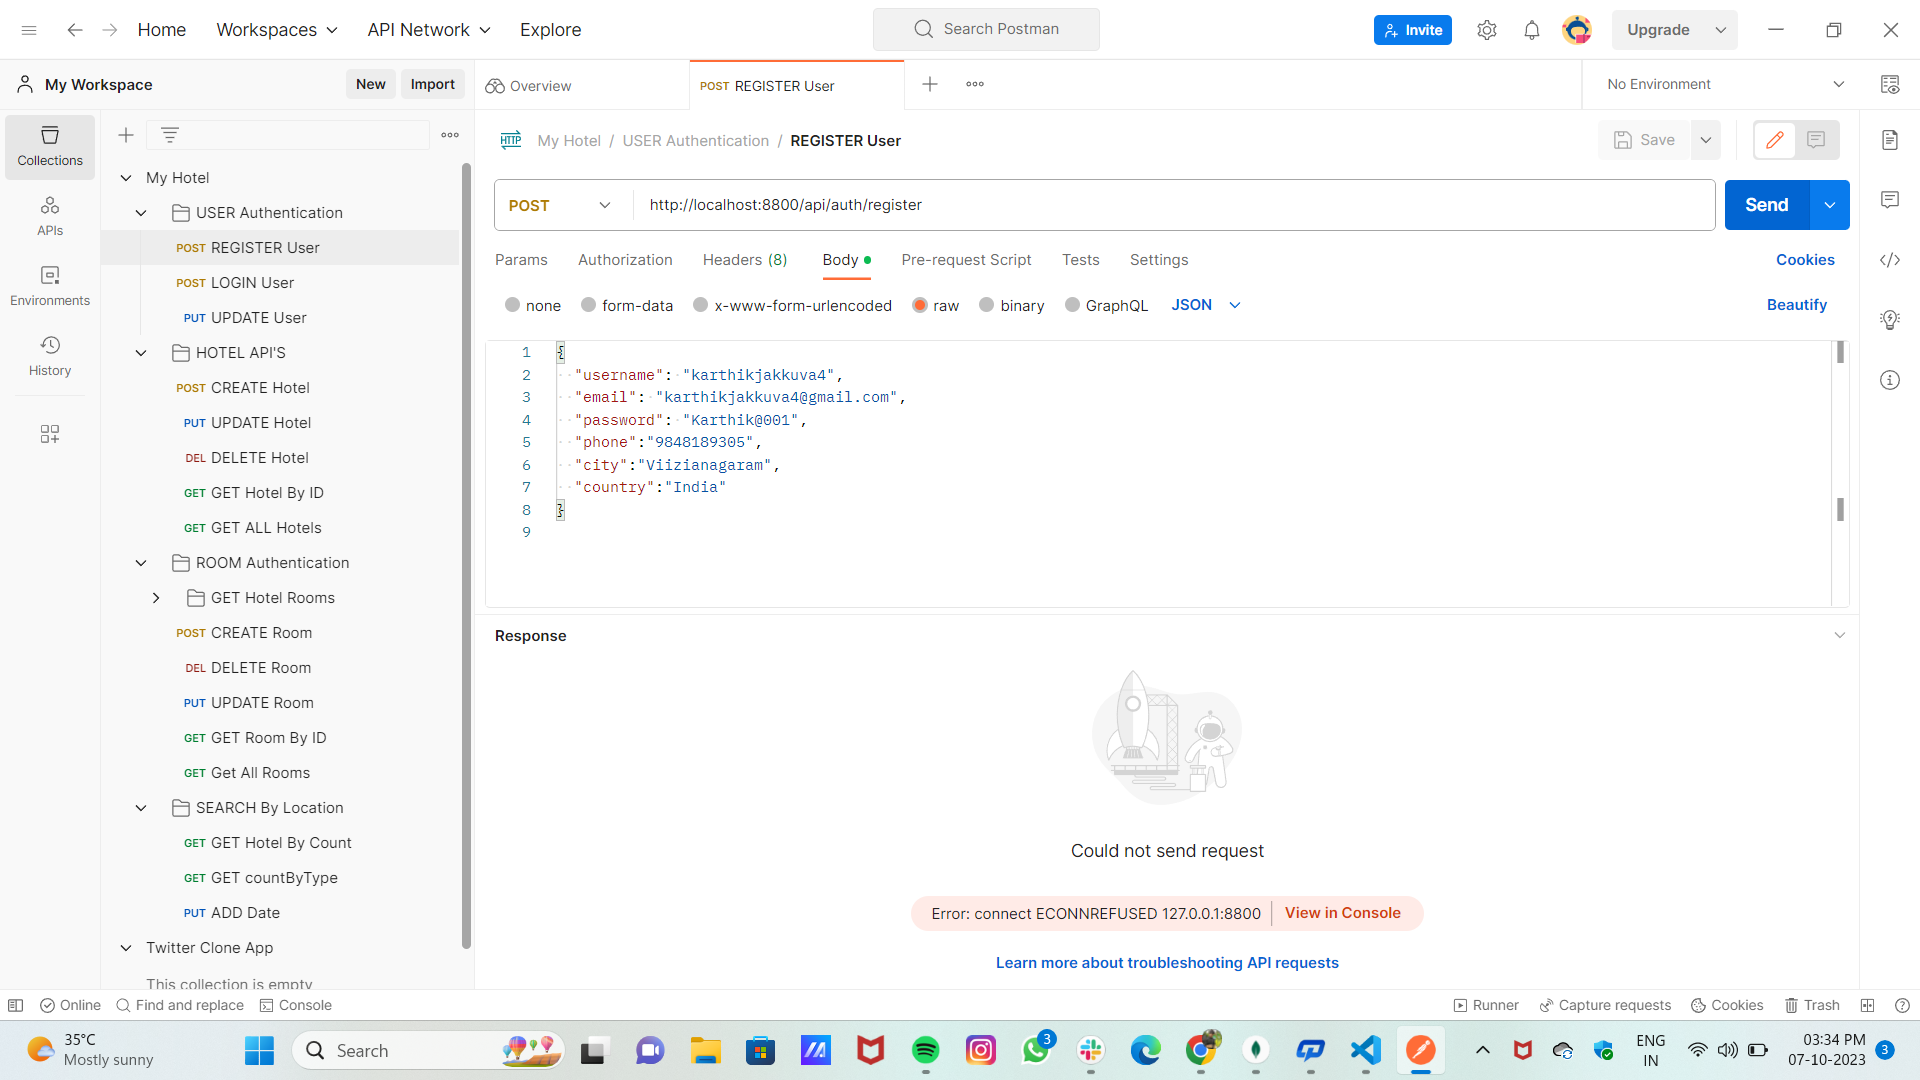 Home
Workspaces
API Network
Explore
Search Postman
Invite
Upgrade
My Workspace
New
Import
Overview
POST REGISTER User
No Environment
Collections
APIs
Environments
History
My Hotel
USER Authentication
POST REGISTER User
POST LOGIN User
PUT UPDATE User
HOTEL API'S
POST CREATE Hotel
PUT UPDATE Hotel
DEL DELETE Hotel
GET GET Hotel By ID
GET GET ALL Hotels
ROOM Authentication
GET Hotel Rooms
POST CREATE Room
DEL DELETE Room
PUT UPDATE Room
GET GET Room By ID
GET Get All Rooms
SEARCH By Location
GET GET Hotel By Count
GET GET countByType
PUT ADD Date
Twitter Clone App
This collection is empty
HTTP My Hotel / USER Authentication / REGISTER User
Save
POST
http://localhost:8800/api/auth/register
Send
Params
Authorization
Headers (8)
Body
Pre-request Script
Tests
Settings
Cookies
none
form-data
x-www-form-urlencoded
raw
binary
GraphQL
JSON
Beautify
1 {
2 "username": "karthikjakkuva4",
3 "email": "karthikjakkuva4@gmail.com",
4 "password": "Karthik@001",
5 "phone":"9848189305",
6 "city":"Viizianagaram",
7 "country":"India"
8 }
9
Response
Could not send request
Error: connect ECONNREFUSED 127.0.0.1:8800
View in Console
Learn more about troubleshooting API requests
Online
Find and replace
Console
Runner
Capture requests
Cookies
Trash
35°C
Mostly sunny
Search
3
ENG
IN
03:34 PM
07-10-2023
3